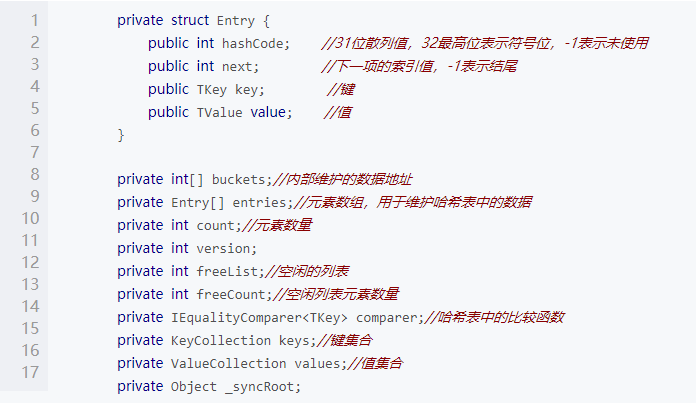 1 private struct Entry {
2 public int hashCode; //31位散列值，32最高位表示符号位，-1表示未使用
3 public int next; //下一项的索引值，-1表示结尾
4 public TKey key; //键
5 public TValue value; //值
6 }
7
8 private int[] buckets;//内部维护的数据地址
9 private Entry[] entries;//元素数组，用于维护哈希表中的数据
10 private int count;//元素数量
11 private int version;
12 private int freeList;//空闲的列表
13 private int freeCount;//空闲列表元素数量
14 private IEqualityComparer<TKey> comparer;//哈希表中的比较函数
15 private KeyCollection keys;//键集合
16 private ValueCollection values;//值集合
17 private Object _syncRoot;